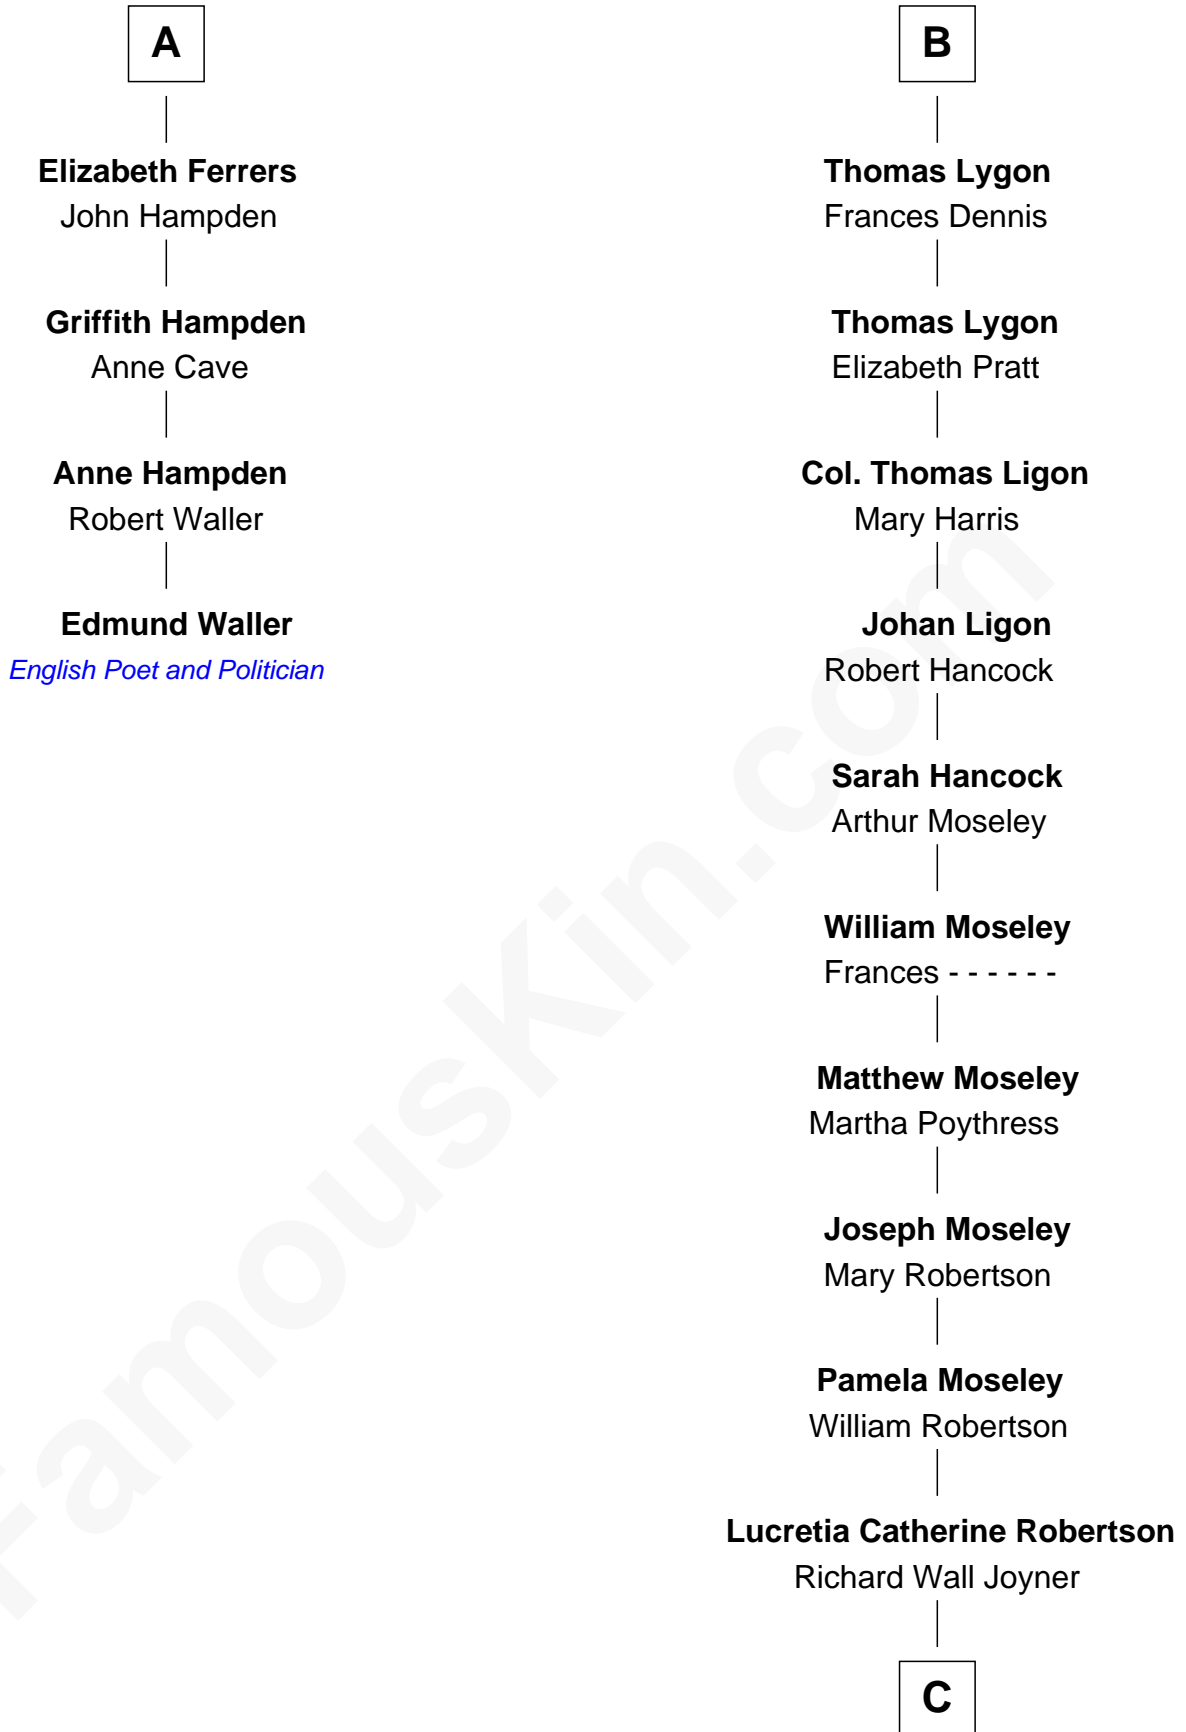 A
Elizabeth Ferrers
John Hampden
Griffith Hampden
Anne Cave
Anne Hampden
Robert Waller
Edmund Waller
English Poet and Politician
B
Thomas Lygon
Frances Dennis
Thomas Lygon
Elizabeth Pratt
Col. Thomas Ligon
Mary Harris
Johan Ligon
Robert Hancock
Sarah Hancock
Arthur Moseley
William Moseley
Frances - - - - - -
Matthew Moseley
Martha Poythress
Joseph Moseley
Mary Robertson
Pamela Moseley
William Robertson
Lucretia Catherine Robertson
Richard Wall Joyner
C
FamousKin.com